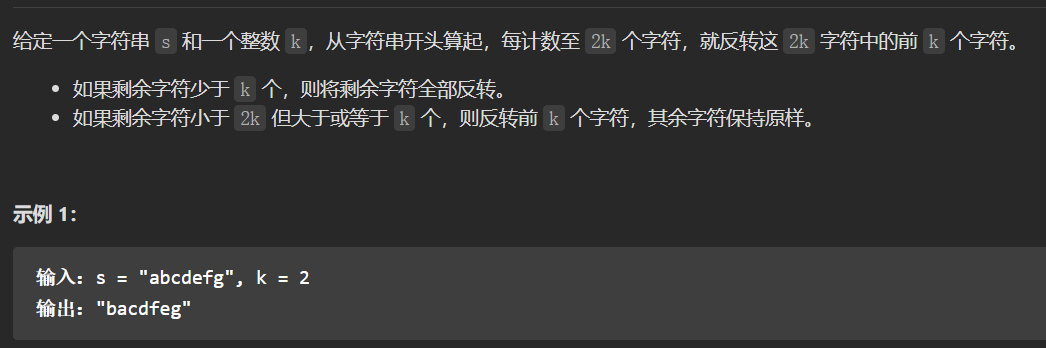 给定一个字符串 s 和一个整数 k，从字符串开头算起，每计数至 2k 个字符，就反转这 2k 字符中的前 k 个字符。
• 如果剩余字符少于 k 个，则将剩余字符全部反转。
• 如果剩余字符小于 2k 但大于或等于 k 个，则反转前 k 个字符，其余字符保持原样。
示例 1：
输入：s = "abcdefg", k = 2
输出："bacdfeg"